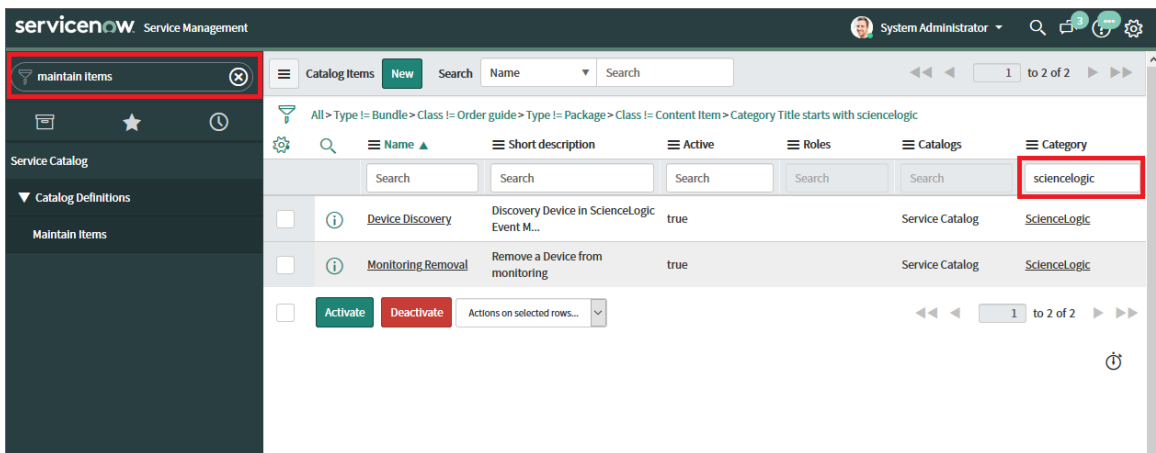 servicenow. Service Management
System Administrator
3
maintain items
Catalog Items New Search Name Search
1 to 2 of 2
All > Type != Bundle > Class != Order guide > Type != Package > Class != Content Item > Category Title starts with sciencelogic
Name Short description Active Roles Catalogs Category
Service Catalog
Search Search Search Search Search sciencelogic
Catalog Definitions
Device Discovery Discovery Device in ScienceLogic Event M... true Service Catalog ScienceLogic
Maintain Items
Monitoring Removal Remove a Device from monitoring true Service Catalog ScienceLogic
Activate Deactivate Actions on selected rows... 1 to 2 of 2